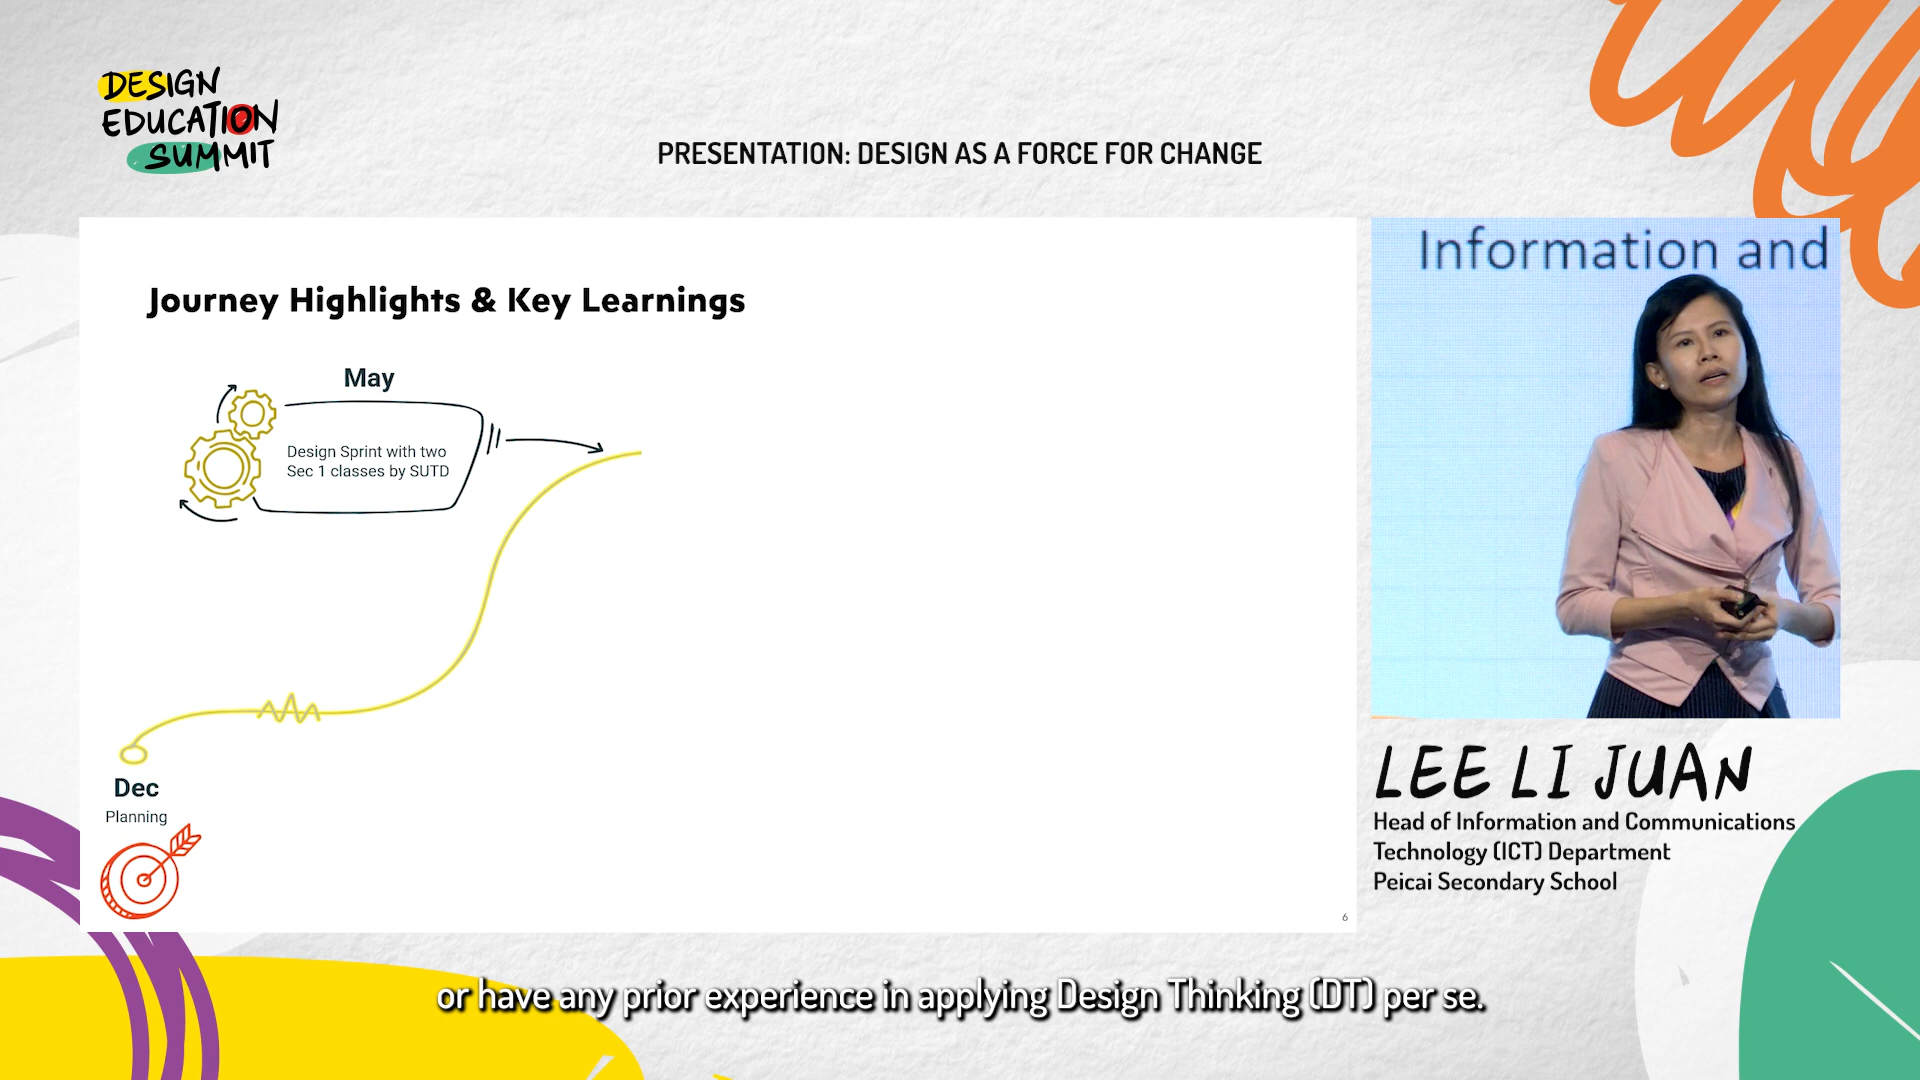 DESIGN
EDUCATION
SUMMIT
PRESENTATION: DESIGN AS A FORCE FOR CHANGE
Journey Highlights & Key Learnings
May
Design Sprint with two
Sec 1 classes by SUTD
Dec
Planning
6
Information and
LEE LI JUAN
Head of Information and Communications
Technology (ICT) Department
Peicai Secondary School
or have any prior experience in applying Design Thinking (DT) per se.